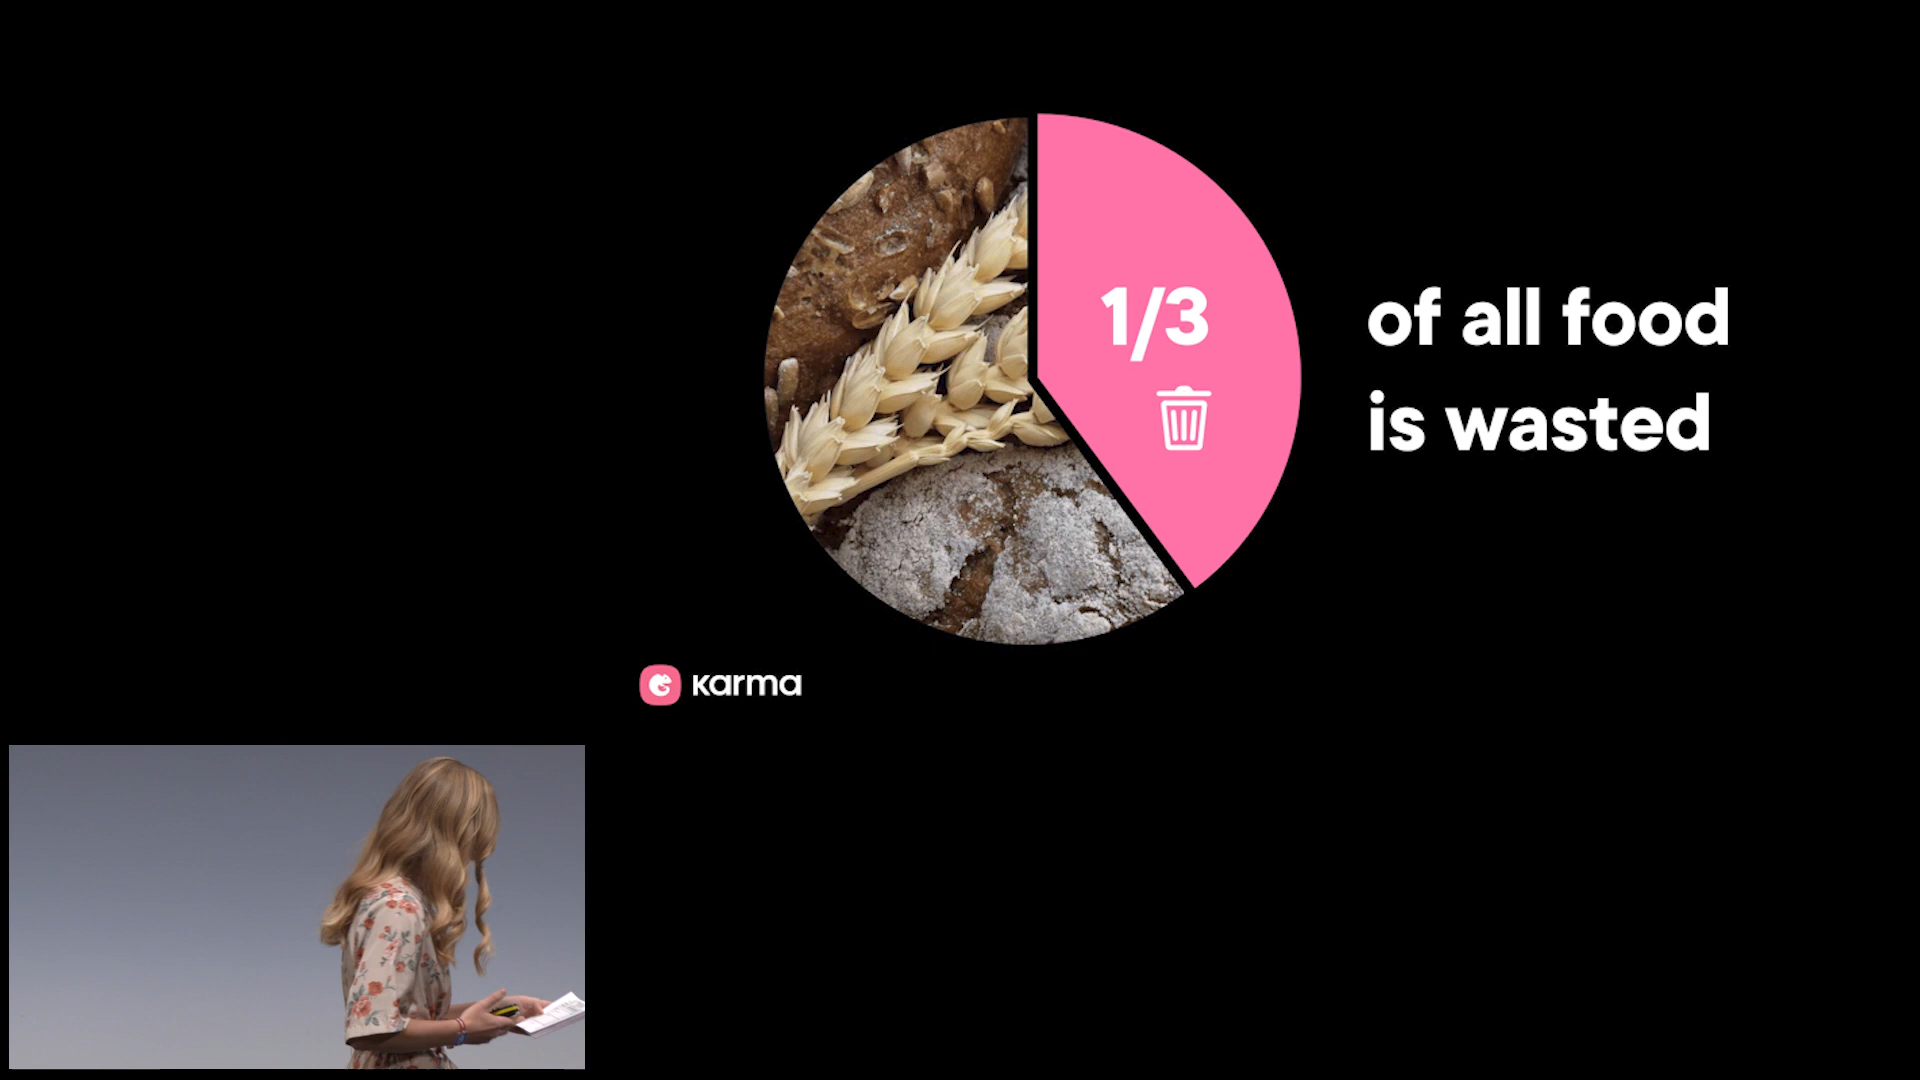 1/3
of all food
is wasted
Karma